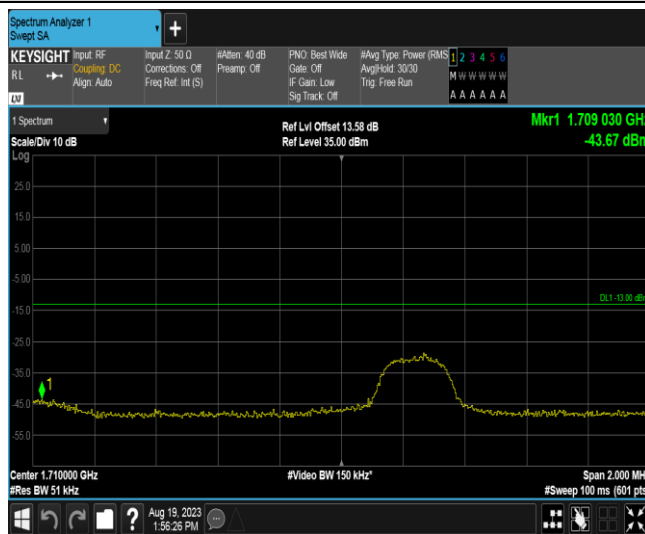 Spectrum Analyzer 1
Swept SA
+
KEYSIGHT
RL
LXI
Input: RF
Coupling: DC
Align: Auto
Input Z: 50 Ω
Corrections: Off
Freq Ref: Int (S)
#Atten: 40 dB
Preamp: Off
PNO: Best Wide
Gate: Off
IF Gain: Low
Sig Track: Off
#Avg Type: Power (RMS
Avg|Hold: 30/30
Trig: Free Run
1 2 3 4 5 6
M W W W W W
A A A A A A
1 Spectrum
Scale/Div 10 dB
Log
Ref Lvl Offset 13.58 dB
Ref Level 35.00 dBm
Mkr1 1.709 030 GHz
-43.67 dBm
25.0
15.0
5.00
-5.00
DL1 -13.00 dBm
-15.0
-25.0
-35.0
1
-45.0
-55.0
Center 1.710000 GHz
#Video BW 150 kHz*
Span 2.000 MH
#Res BW 51 kHz
#Sweep 100 ms (601 pts
?
Aug 19, 2023
1:56:26 PM